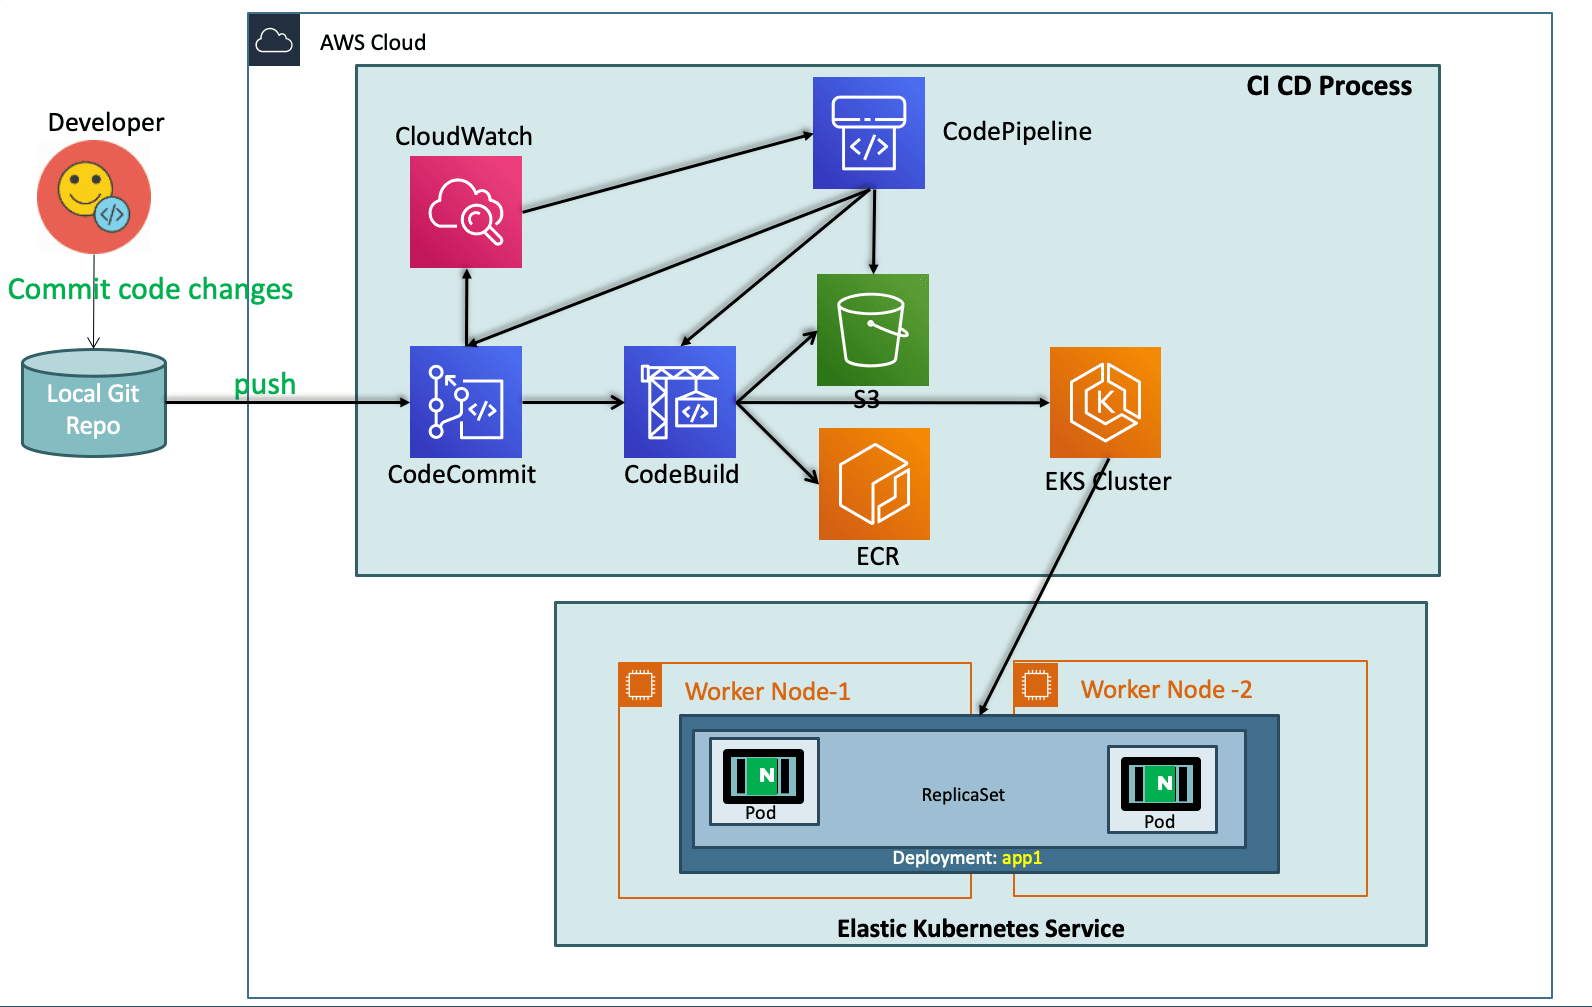 AWS Cloud
CI CD Process
Developer
CloudWatch
CodePipeline
Commit code changes
Local Git
Repo
push
S3
CodeCommit
CodeBuild
EKS Cluster
ECR
Worker Node-1
Worker Node -2
N
Pod
ReplicaSet
N
Pod
Deployment: app1
Elastic Kubernetes Service